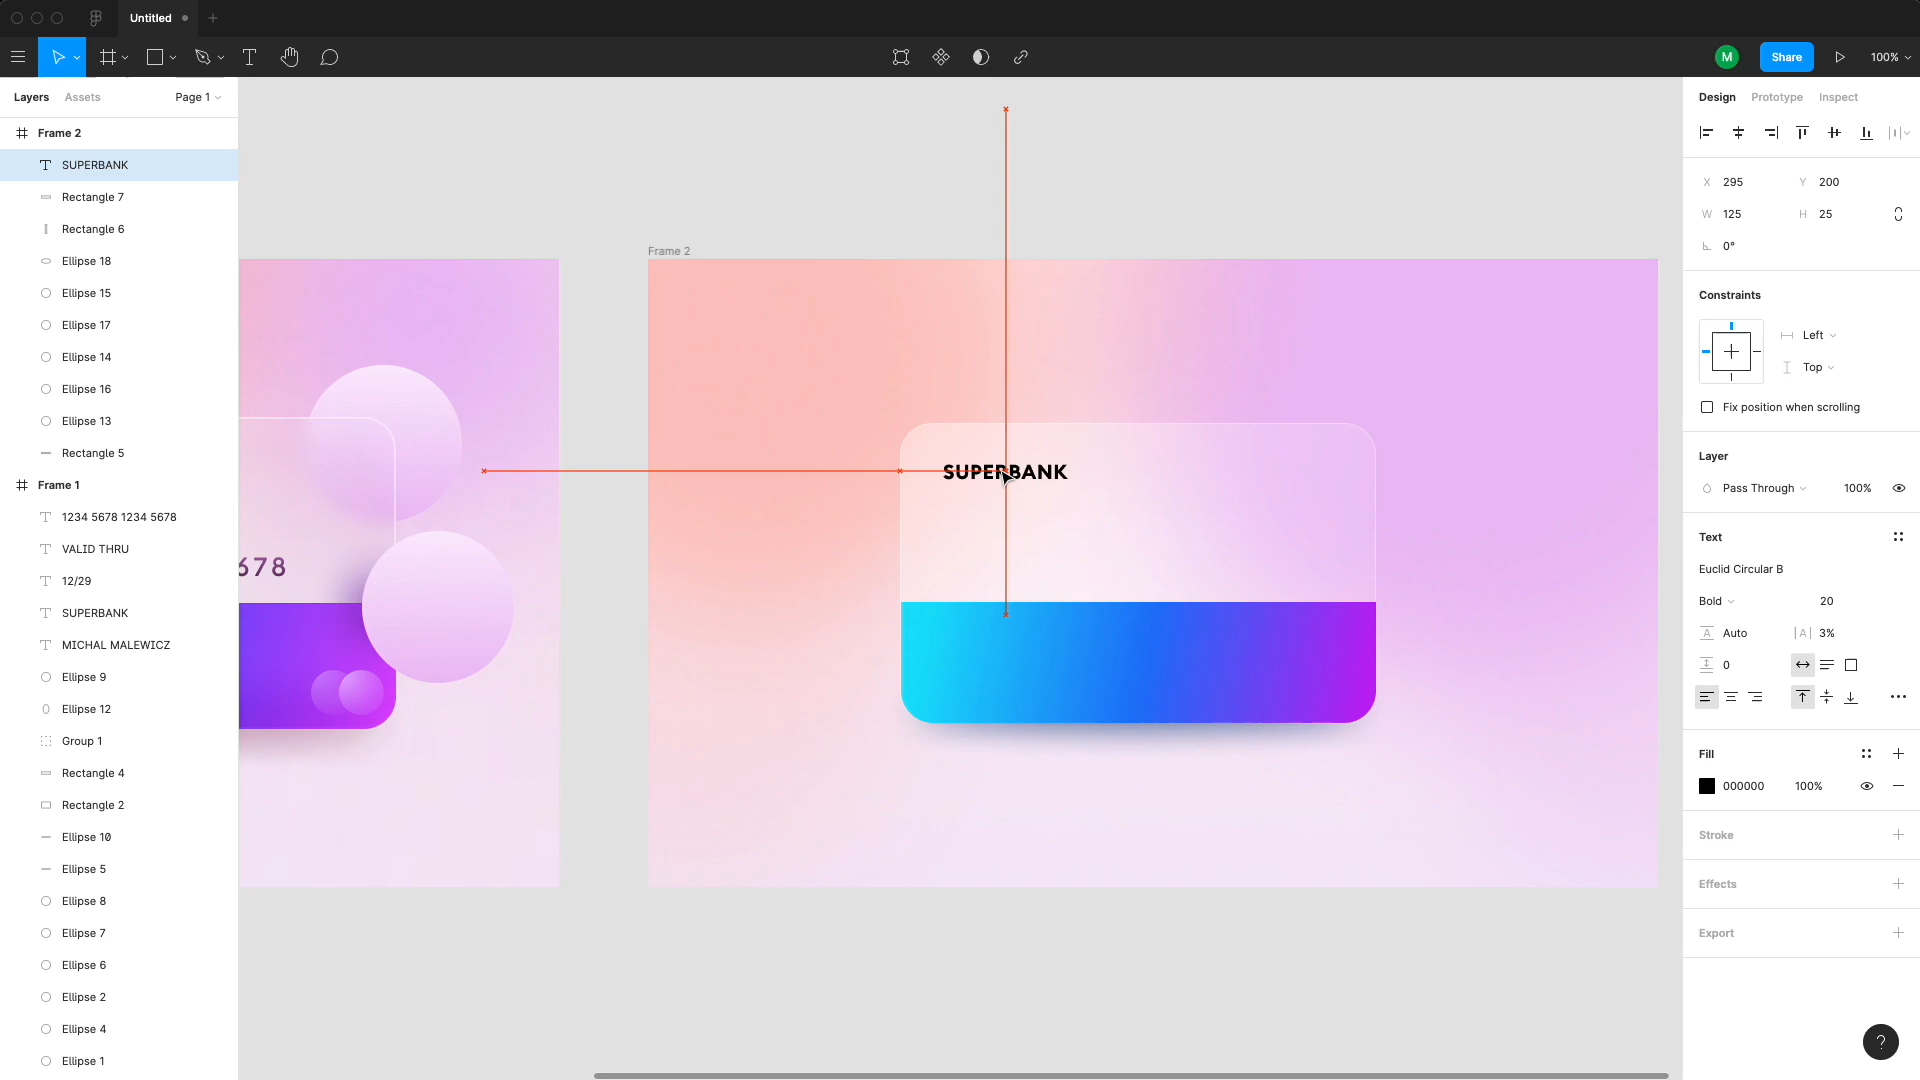 Untitled
M
Share
100%
Layers
Assets
Page 1
Frame 2
SUPERBANK
Rectangle 7
Rectangle 6
Ellipse 18
Ellipse 15
Ellipse 17
Ellipse 14
Ellipse 16
Ellipse 13
Rectangle 5
Frame 1
1234 5678 1234 5678
VALID THRU
12/29
SUPERBANK
MICHAL MALEWICZ
Ellipse 9
Ellipse 12
Group 1
Rectangle 4
Rectangle 2
Ellipse 10
Ellipse 5
Ellipse 8
Ellipse 7
Ellipse 6
Ellipse 2
Ellipse 4
Ellipse 1
678
Frame 2
SUPERBANK
Design
Prototype
Inspect
X 295
Y 200
W 125
H 25
0°
Constraints
Left
Top
Fix position when scrolling
Layer
Pass Through
100%
Text
Euclid Circular B
Bold
20
A Auto
|A| 3%
0
Fill
000000
100%
Stroke
Effects
Export
?